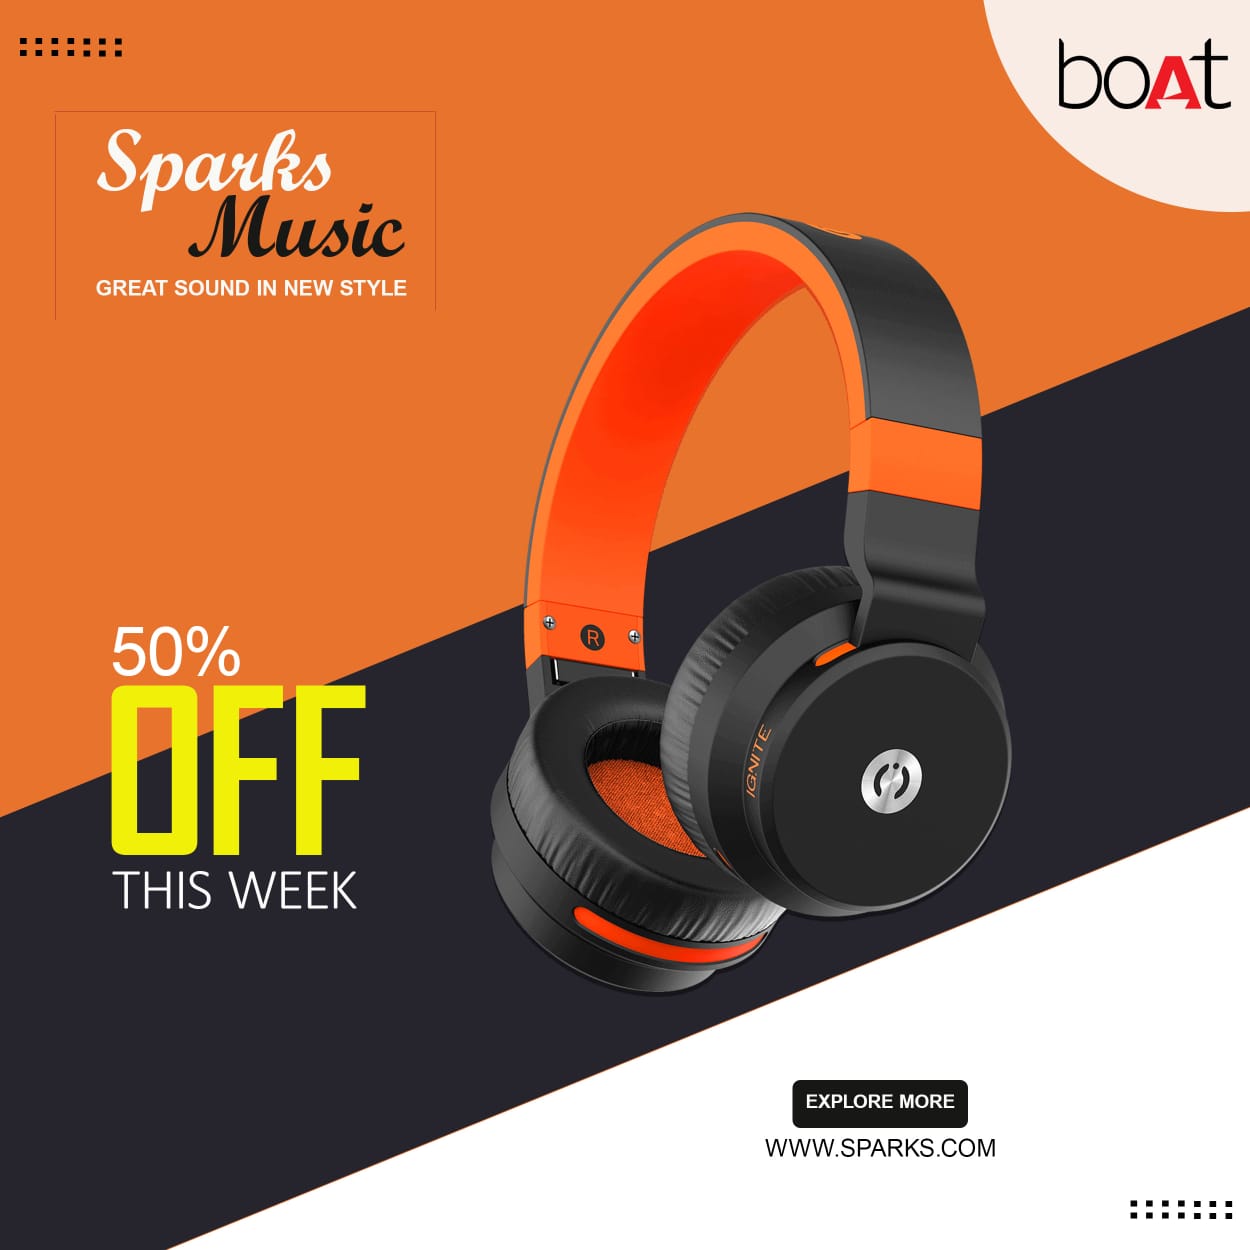 boAt
Sparks
Music
GREAT SOUND IN NEW STYLE
R
IGNITE
50%
OFF
THIS WEEK
EXPLORE MORE
WWW.SPARKS.COM